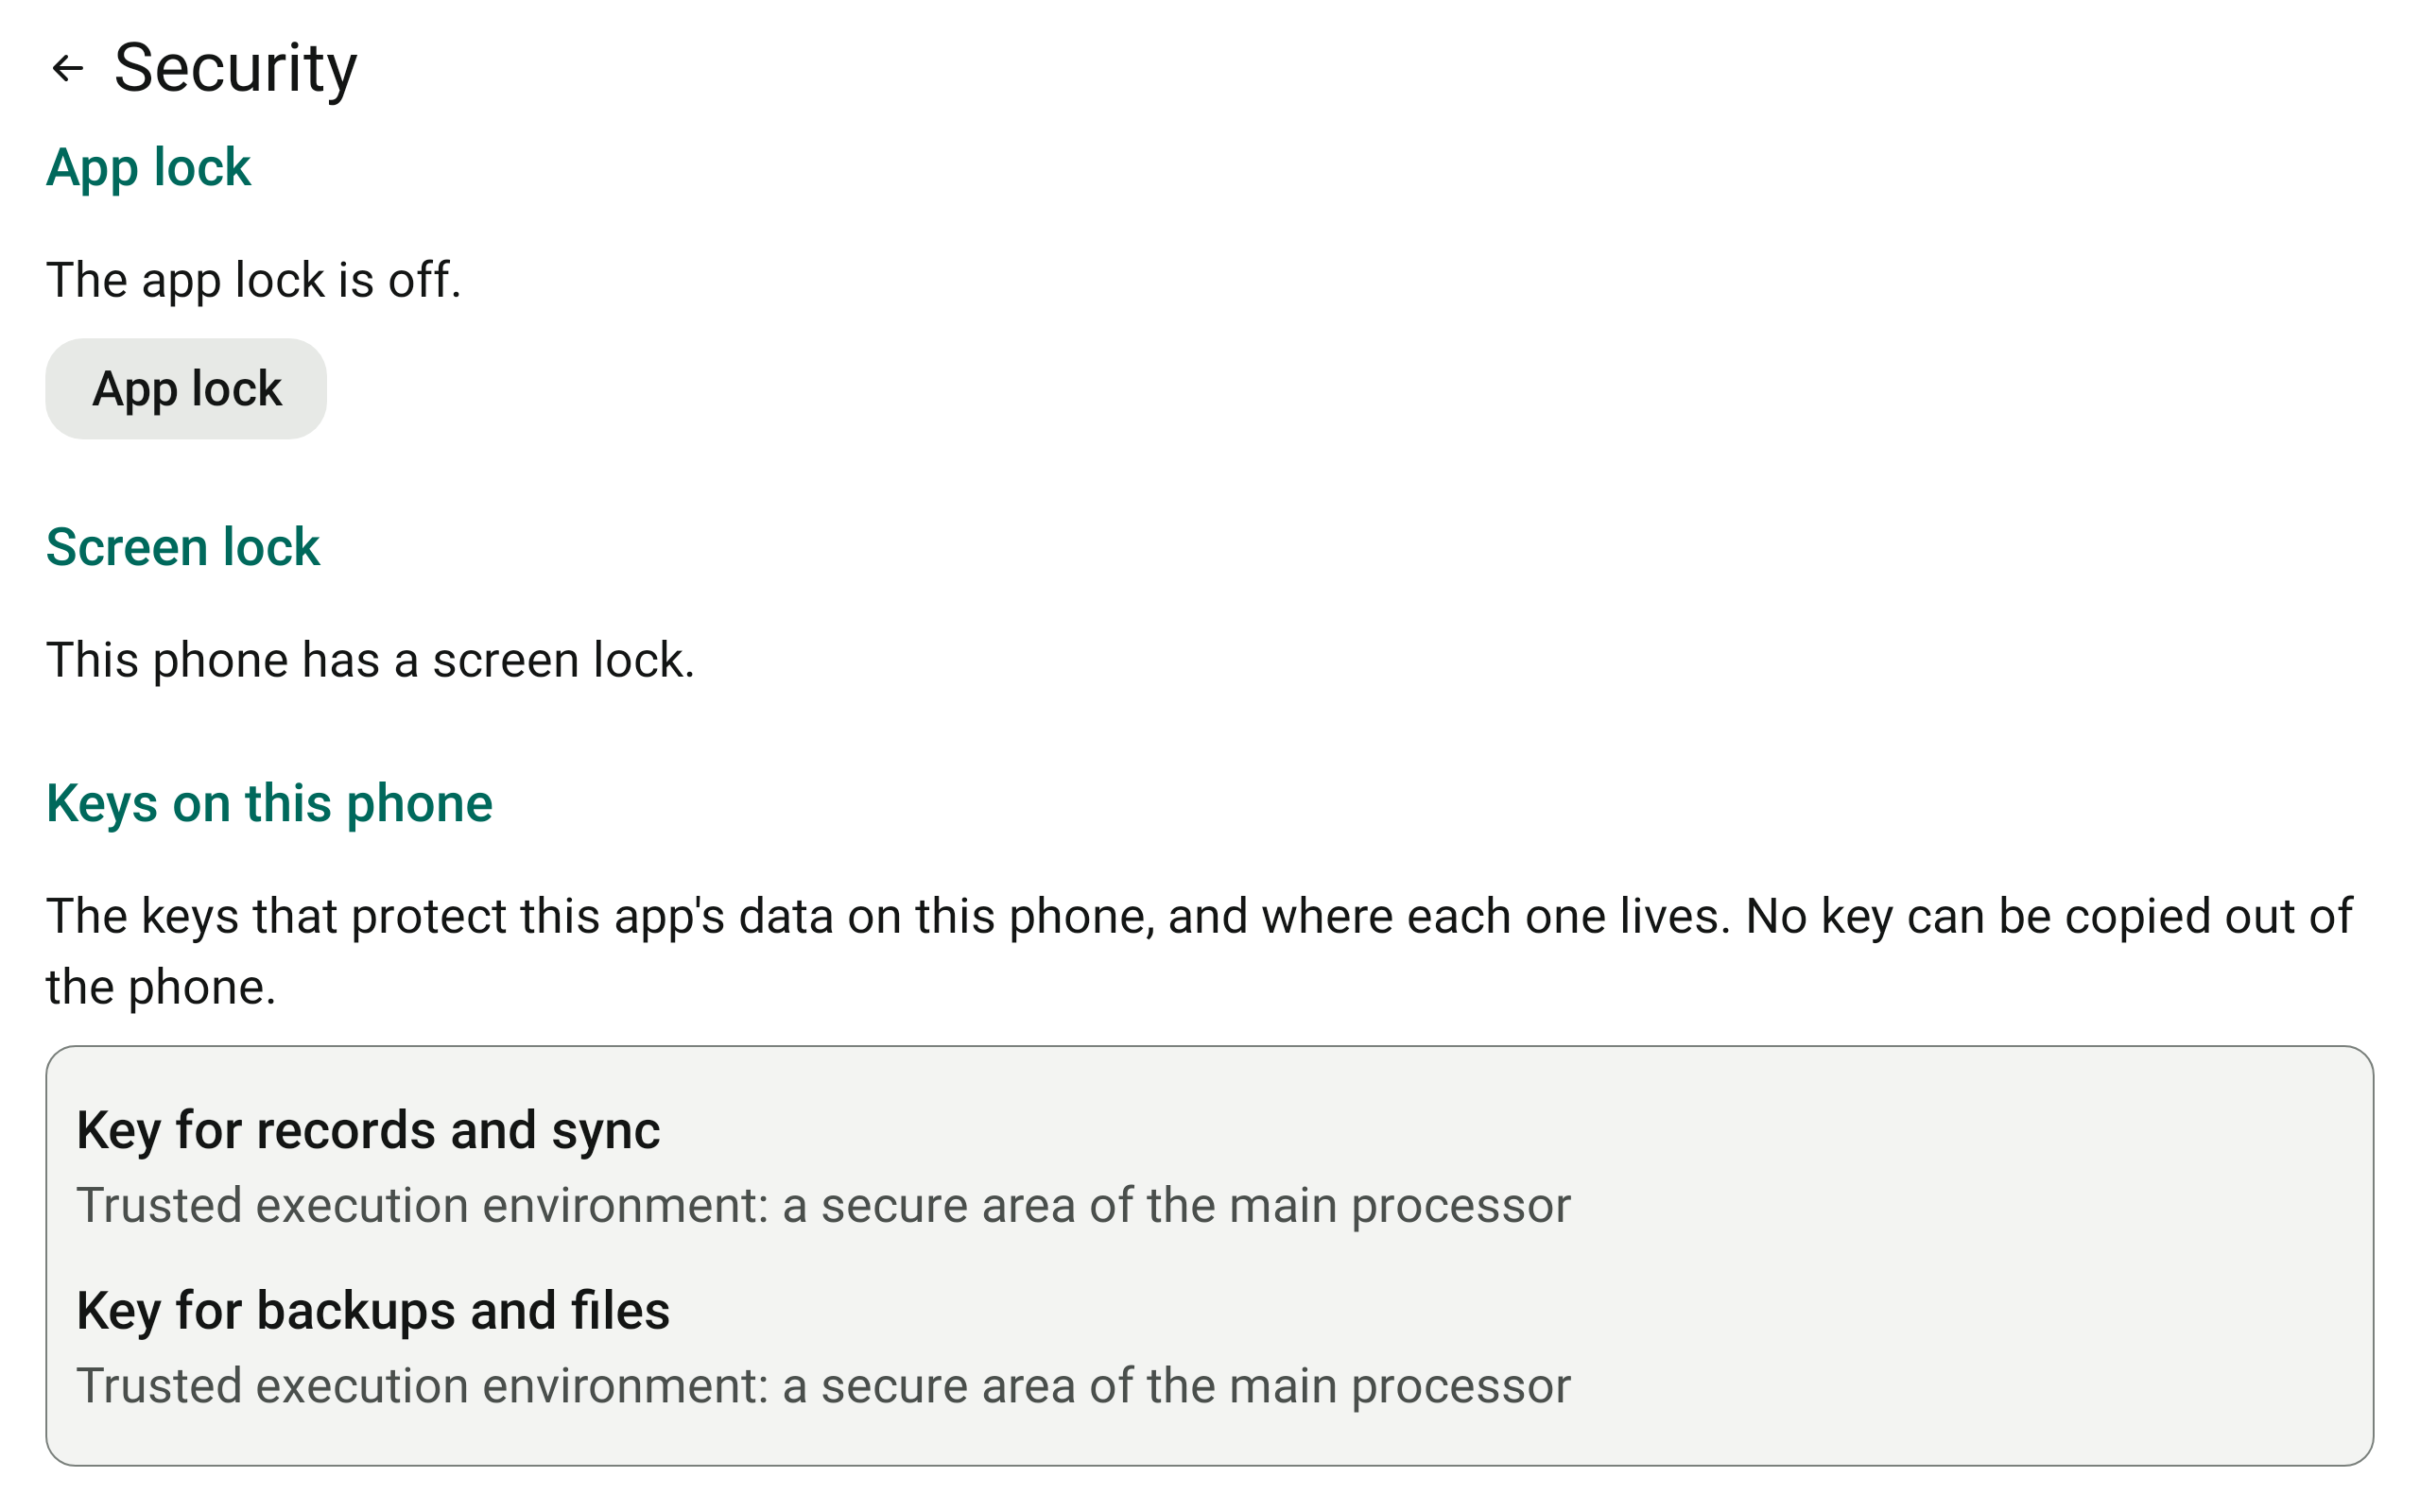 Security
App lock
The app lock is off.
App lock
Screen lock
This phone has a screen lock.
Keys on this phone
The keys that protect this app's data on this phone, and where each one lives. No key can be copied out of
the phone.
Key for records and sync
Trusted execution environment: a secure area of the main processor
Key for backups and files
Trusted execution environment: a secure area of the main processor